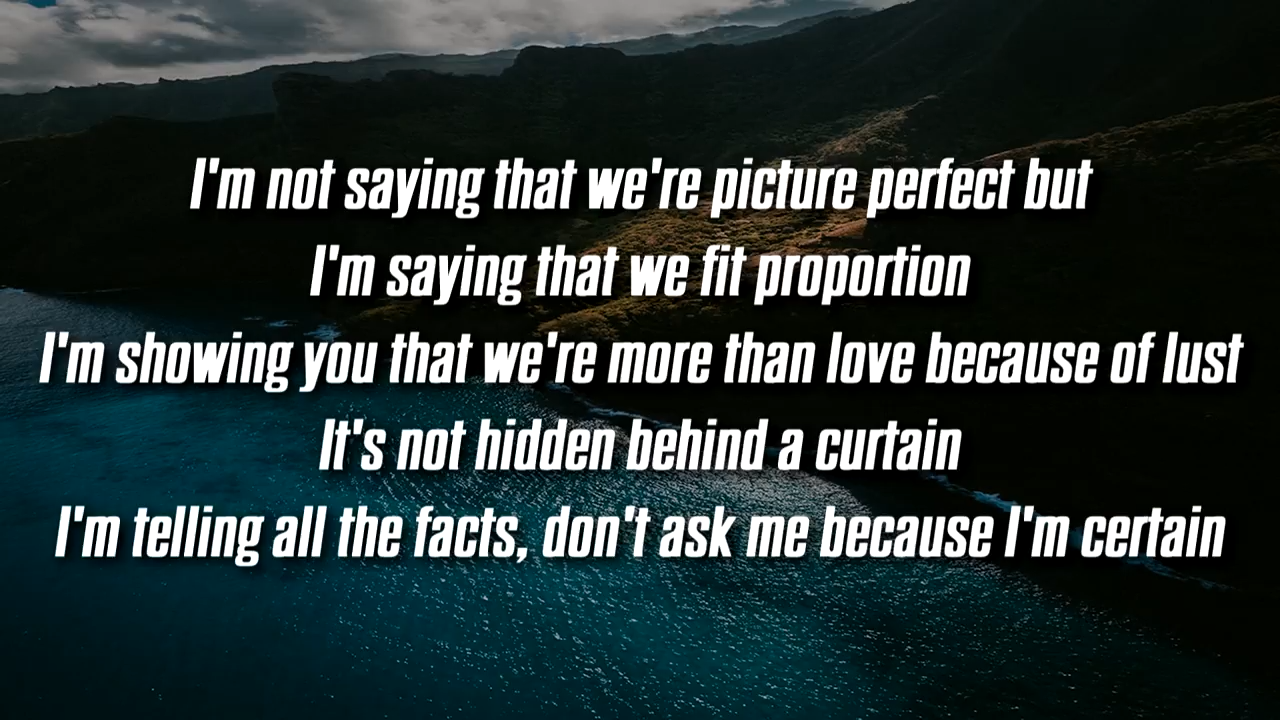 I'm not saying that we're picture perfect but
I'm saying that we fit proportion
I'm showing you that we're more than love because of lust
It's not hidden behind a curtain
I'm telling all the facts, don't ask me because I'm certain